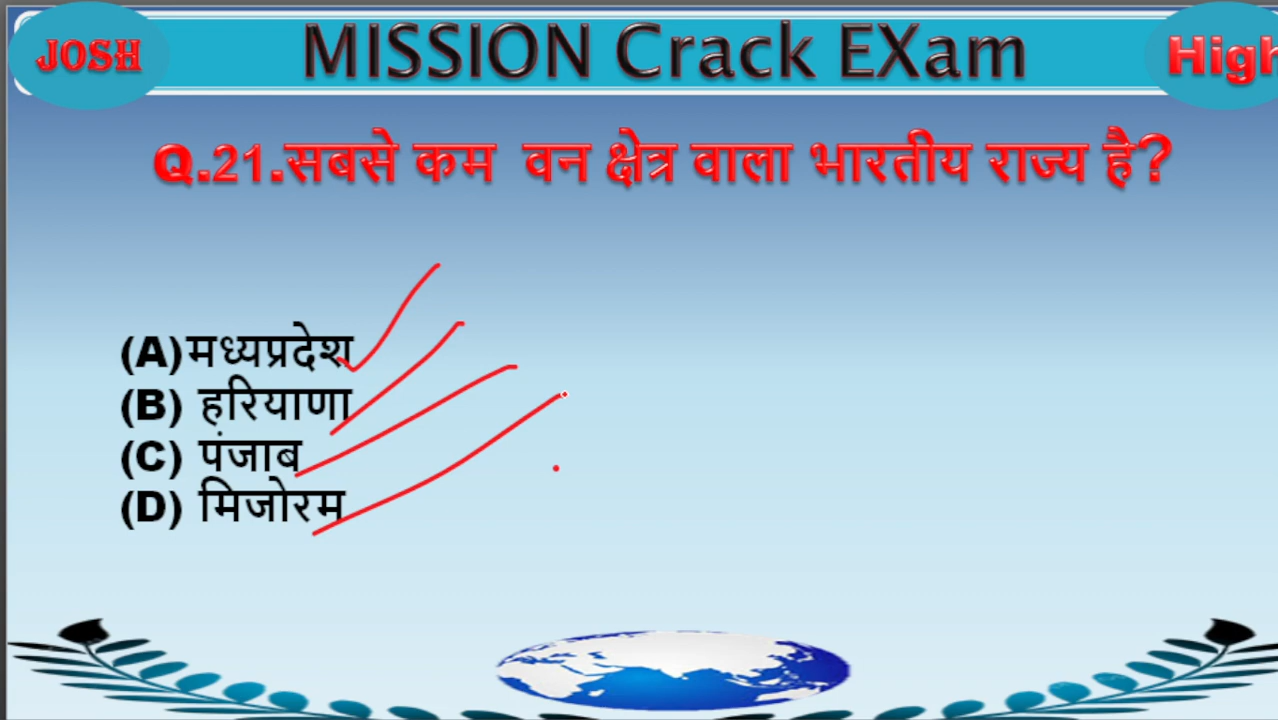 JOSH
MISSION Crack EXam
High
Q.21.सबसे कम वन क्षेत्र वाला भारतीय राज्य है?
(A)मध्यप्रदेश
(B) हरियाणा
(C) पंजाब
(D) मिजोरम